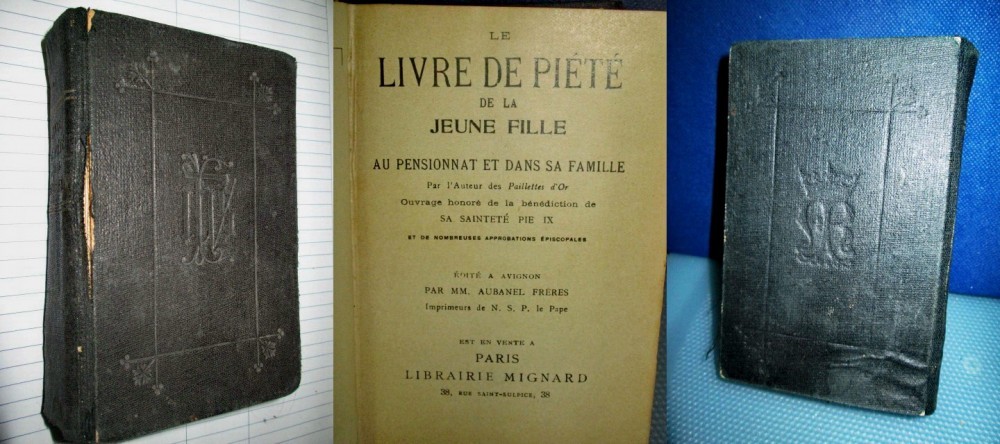 LE
LIVRE DE PIÉTÉ
DE LA
JEUNE FILLE
AU PENSIONNAT ET DANS SA FAMILLE
Par l'Auteur des Paillettes d'Or
Ouvrage honoré de la bénédiction de
SA SAINTETÉ PIE IX
ET DE NOMBREUSES APPROBATIONS ÉPISCOPALES
ÉDITÉ A AVIGNON
PAR MM. AUBANEL FRÈRES
Imprimeurs de N. S. P. le Pape
EST EN VENTE A
PARIS
LIBRAIRIE MIGNARD
38, RUE SAINT-SULPICE, 38